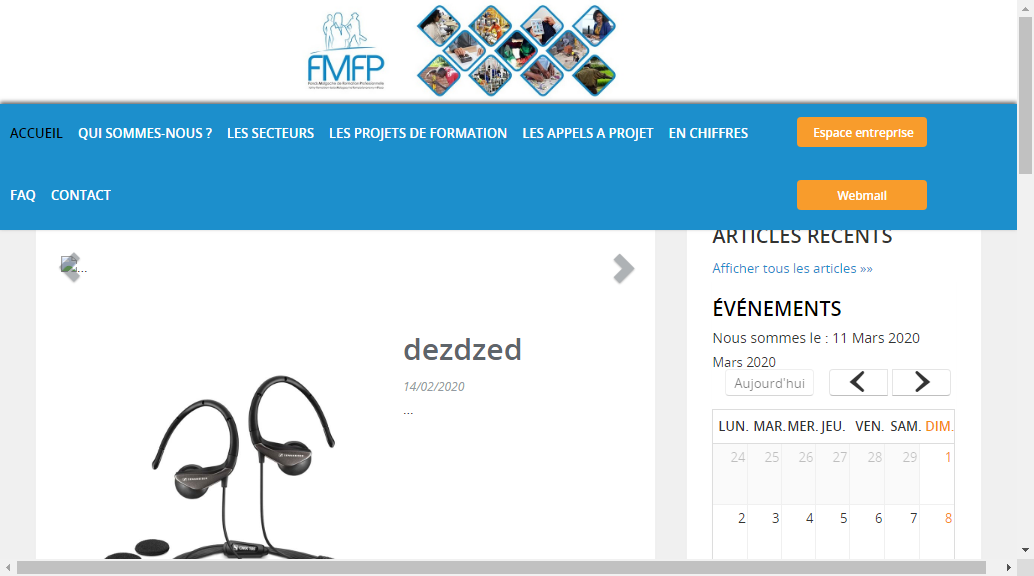 FMFP
Fonds Malgache de Formation Professionnelle
ACCUEIL QUI SOMMES-NOUS ? LES SECTEURS LES PROJETS DE FORMATION LES APPELS A PROJET EN CHIFFRES
Espace entreprise
FAQ CONTACT
Webmail
...
dezdzed
14/02/2020
...
ARTICLES RÉCENTS
Afficher tous les articles »»
ÉVÉNEMENTS
Nous sommes le : 11 Mars 2020
Mars 2020
Aujourd'hui
LUN. MAR. MER. JEU. VEN. SAM. DIM.
24 25 26 27 28 29 1
2 3 4 5 6 7 8